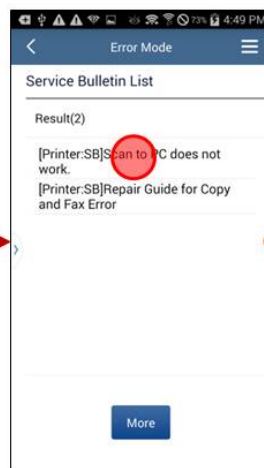 73% 4:49 PM
Error Mode
Service Bulletin List
Result(2)
[Printer:SB]Scan to PC does not
work.
[Printer:SB]Repair Guide for Copy
and Fax Error
More